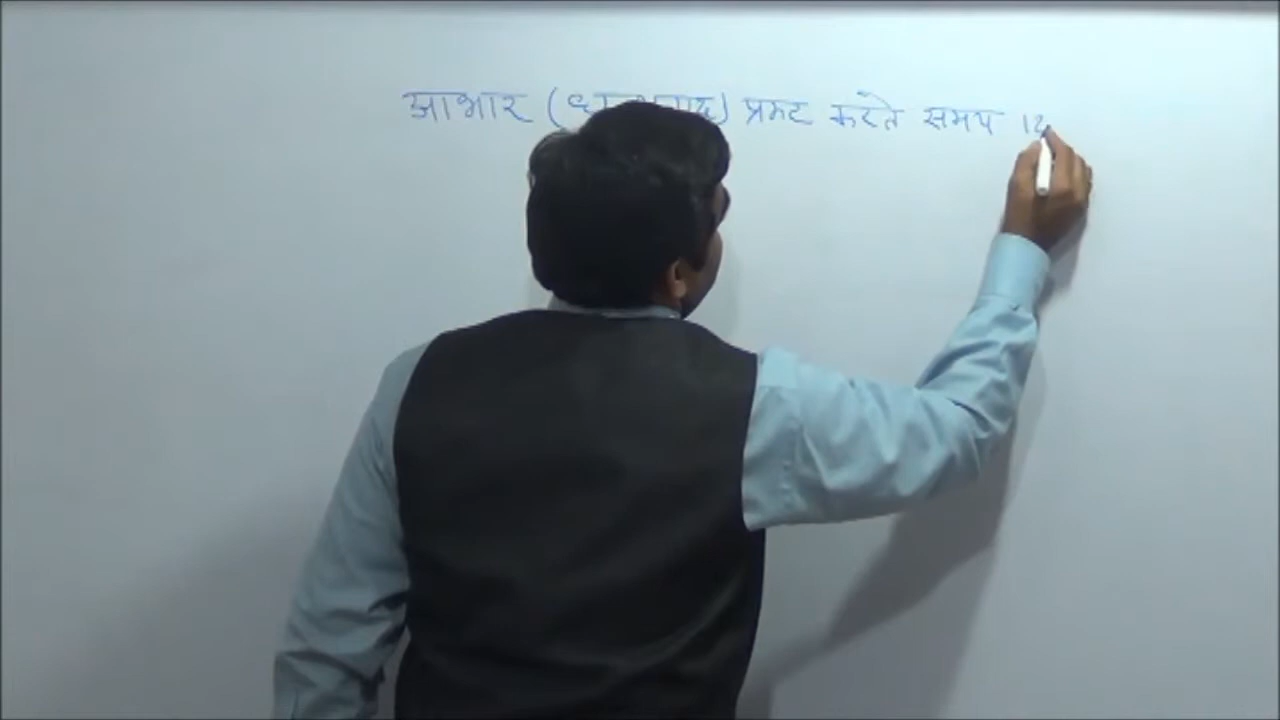 आभार (धन्यवाद) प्रकट करते समय